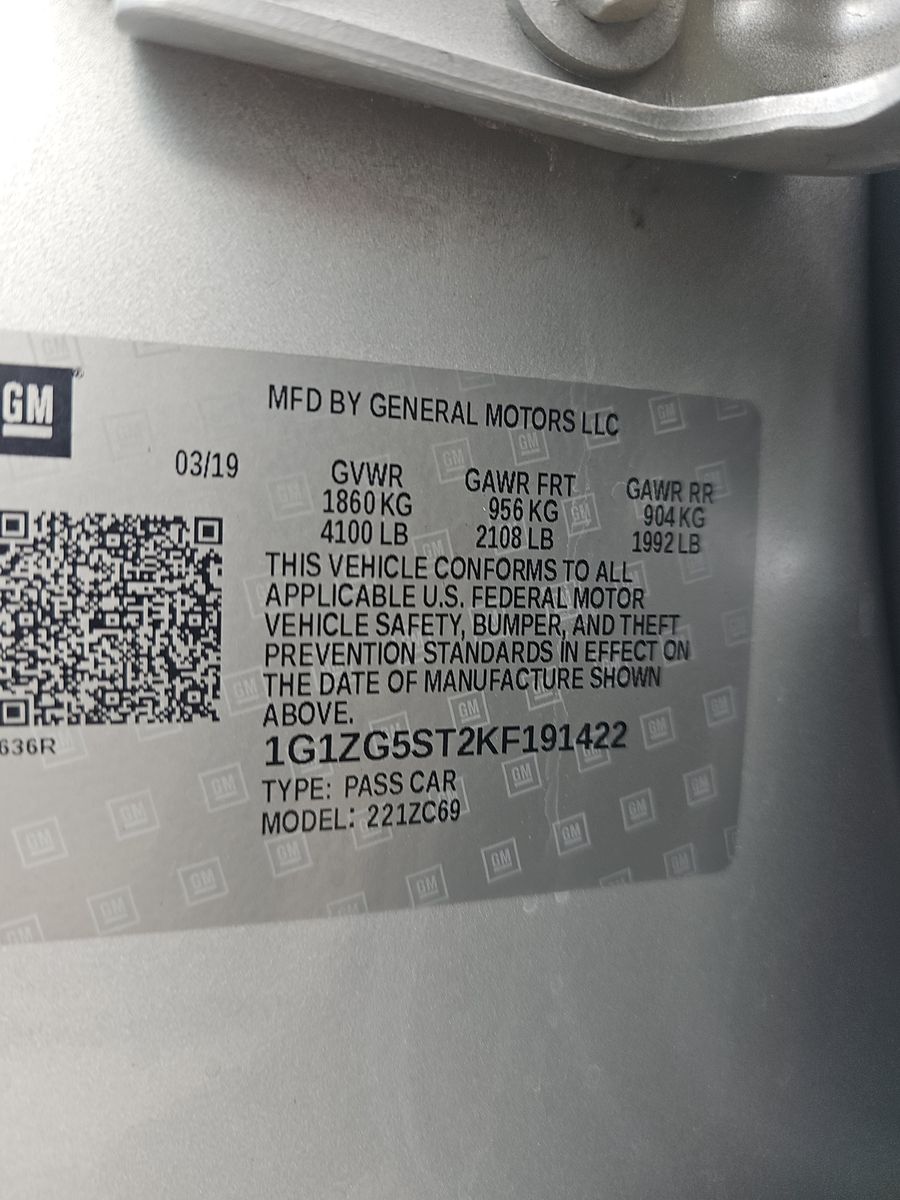 GM
MFD BY GENERAL MOTORS LLC
03/19
GVWR GAWR FRT GAWR RR
1860 KG 956 KG 904 KG
4100 LB 2108 LB 1992 LB
THIS VEHICLE CONFORMS TO ALL
APPLICABLE U.S. FEDERAL MOTOR
VEHICLE SAFETY, BUMPER, AND THEFT
PREVENTION STANDARDS IN EFFECT ON
THE DATE OF MANUFACTURE SHOWN
ABOVE.
636R
1G1ZG5ST2KF191422
TYPE: PASS CAR
MODEL: 221ZC69